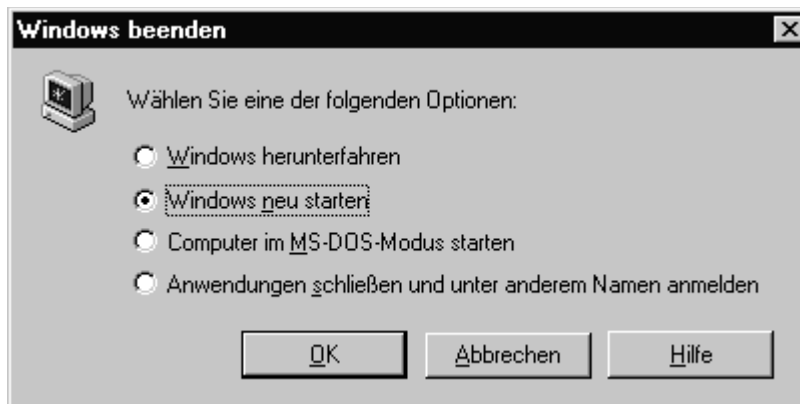 Windows beenden
Wählen Sie eine der folgenden Optionen:
Windows herunterfahren
Windows neu starten
Computer im MS-DOS-Modus starten
Anwendungen schließen und unter anderem Namen anmelden
OK Abbrechen Hilfe